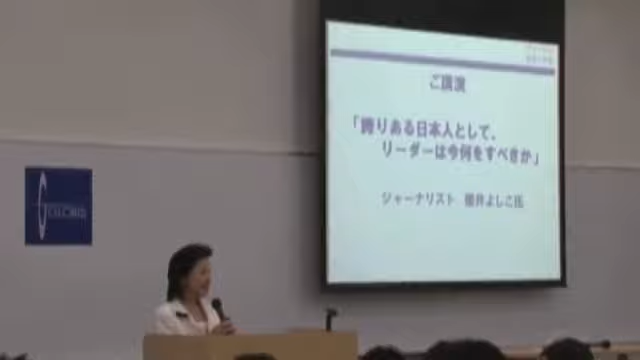 ご講演
「誇りある日本人として、
リーダーは今何をすべきか」
ジャーナリスト 櫻井よしこ氏